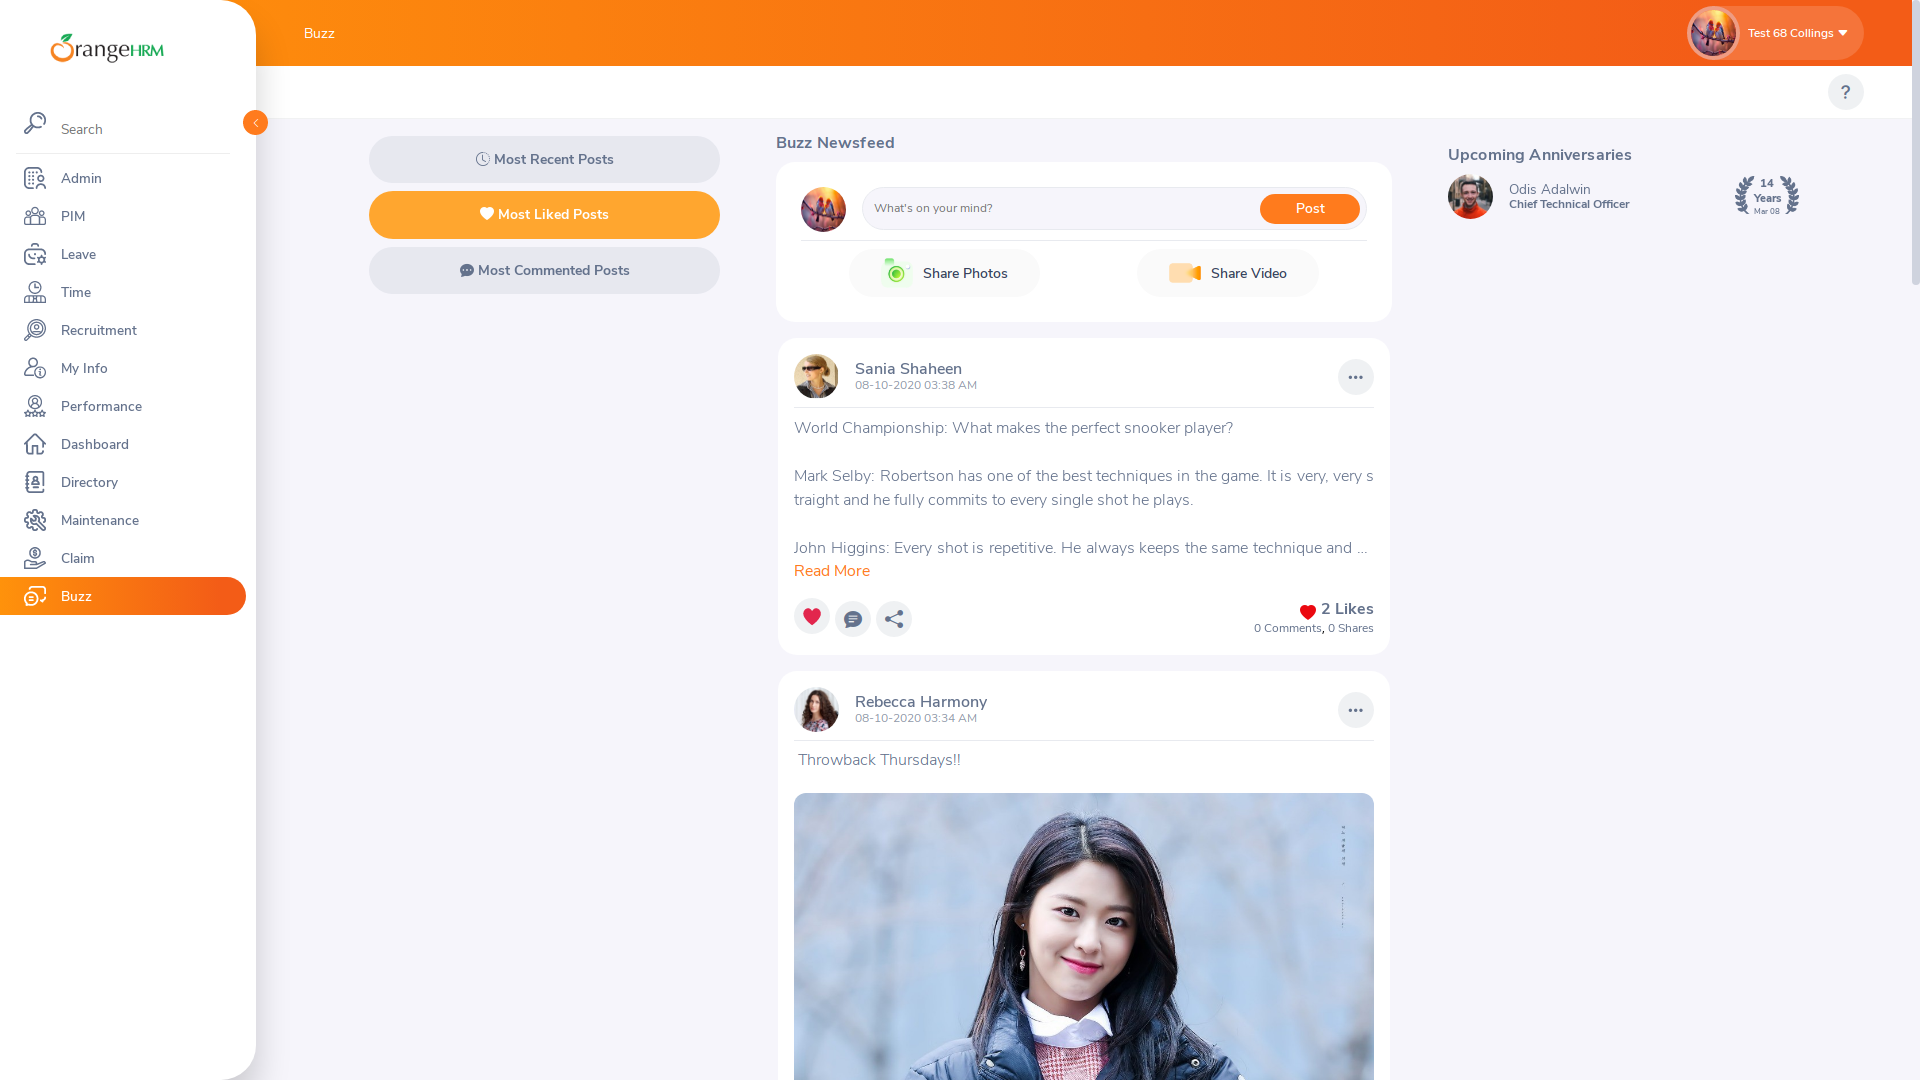 OrangeHRM
Search
Admin
PIM
Leave
Time
Recruitment
My Info
Performance
Dashboard
Directory
Maintenance
Claim
Buzz
Buzz
Test 68 Collings
?
Most Recent Posts
Most Liked Posts
Most Commented Posts
Buzz Newsfeed
What's on your mind?
Post
Share Photos
Share Video
Sania Shaheen
08-10-2020 03:38 AM
World Championship: What makes the perfect snooker player?
Mark Selby: Robertson has one of the best techniques in the game. It is very, very s
traight and he fully commits to every single shot he plays.
John Higgins: Every shot is repetitive. He always keeps the same technique and ...
Read More
2 Likes
0 Comments, 0 Shares
Rebecca Harmony
08-10-2020 03:34 AM
Throwback Thursdays!!
Upcoming Anniversaries
Odis Adalwin
Chief Technical Officer
14
Years
Mar 08